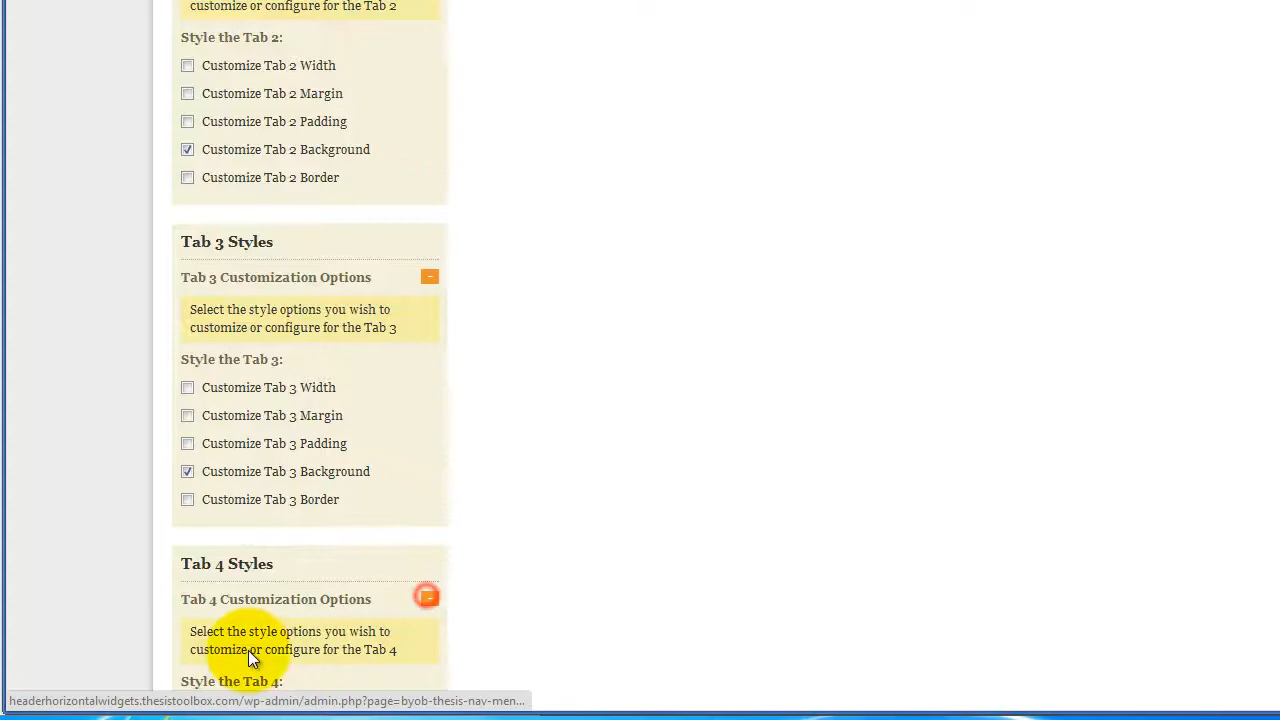 customize or configure for the Tab 2
Style the Tab 2:
Customize Tab 2 Width
Customize Tab 2 Margin
Customize Tab 2 Padding
Customize Tab 2 Background
Customize Tab 2 Border
Tab 3 Styles
Tab 3 Customization Options
Select the style options you wish to
customize or configure for the Tab 3
Style the Tab 3:
Customize Tab 3 Width
Customize Tab 3 Margin
Customize Tab 3 Padding
Customize Tab 3 Background
Customize Tab 3 Border
Tab 4 Styles
Tab 4 Customization Options
Select the style options you wish to
customize or configure for the Tab 4
Style the Tab 4:
headerhorizontalwidgets.thesistoolbox.com/wp-admin/admin.php?page=byob-thesis-nav-men...